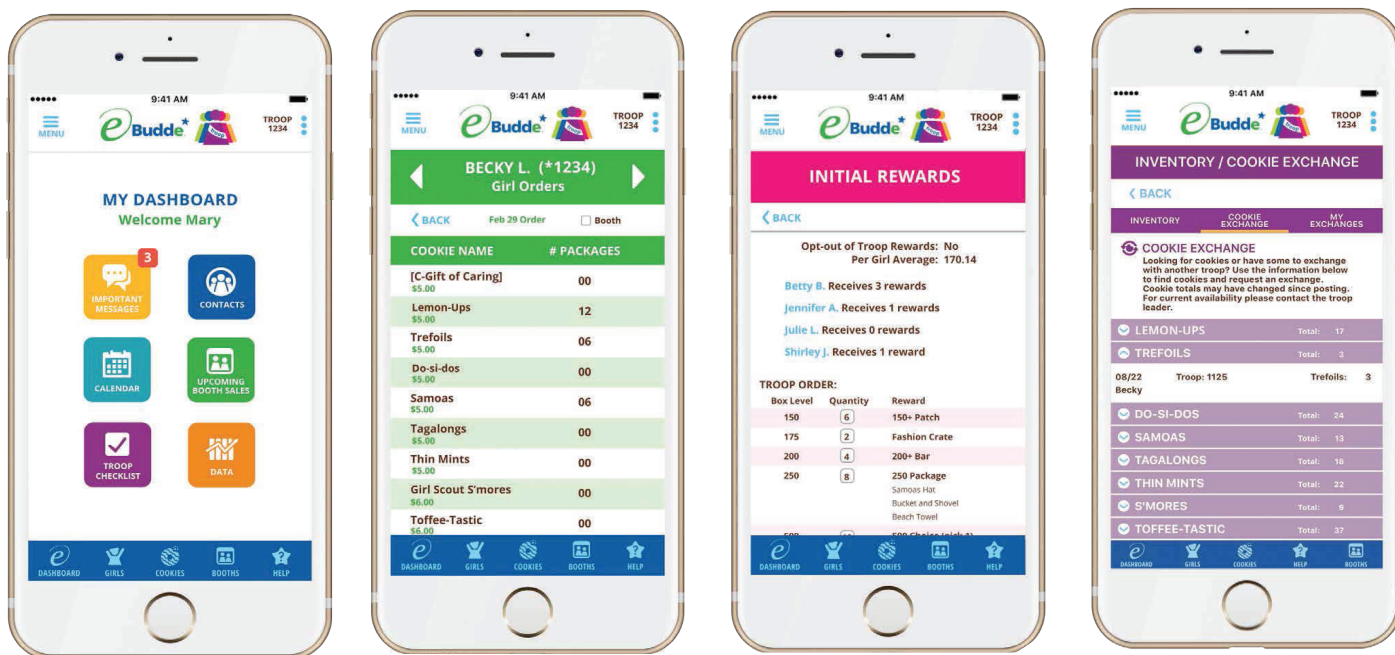 9:41 AM
MENU
eBudde
troop
TROOP
1234
MY DASHBOARD
Welcome Mary
3
IMPORTANT
MESSAGES
CONTACTS
CALENDAR
UPCOMING
BOOTH SALES
TROOP
CHECKLIST
DATA
DASHBOARD GIRLS COOKIES BOOTHS HELP
9:41 AM
MENU
eBudde
troop
TROOP
1234
BECKY L. (*1234)
Girl Orders
BACK Feb 29 Order Booth
COOKIE NAME # PACKAGES
[C-Gift of Caring] 00
$5.00
Lemon-Ups 12
$5.00
Trefoils 06
$5.00
Do-si-dos 00
$5.00
Samoas 06
$5.00
Tagalongs 00
$5.00
Thin Mints 00
$5.00
Girl Scout S'mores 00
$6.00
Toffee-Tastic 00
$6.00
DASHBOARD GIRLS COOKIES BOOTHS HELP
9:41 AM
MENU
eBudde
troop
TROOP
1234
INITIAL REWARDS
BACK
Opt-out of Troop Rewards: No
Per Girl Average: 170.14
Betty B. Receives 3 rewards
Jennifer A. Receives 1 rewards
Julie L. Receives 0 rewards
Shirley J. Receives 1 reward
TROOP ORDER:
Box Level Quantity Reward
150 6 150+ Patch
175 2 Fashion Crate
200 4 200+ Bar
250 8 250 Package
Samoas Hat
Bucket and Shovel
Beach Towel
DASHBOARD GIRLS COOKIES BOOTHS HELP
9:41 AM
MENU
eBudde
troop
TROOP
1234
INVENTORY / COOKIE EXCHANGE
BACK
INVENTORY COOKIE EXCHANGE MY EXCHANGES
COOKIE EXCHANGE
Looking for cookies or have some to exchange
with another troop? Use the information below
to find cookies and request an exchange.
Cookie totals may have changed since posting.
For current availability please contact the troop
leader.
LEMON-UPS Total: 17
TREFOILS Total: 3
08/22 Troop: 1125 Trefoils: 3
Becky
DO-SI-DOS Total: 24
SAMOAS Total: 13
TAGALONGS Total: 18
THIN MINTS Total: 22
S'MORES Total: 9
TOFFEE-TASTIC Total: 37
DASHBOARD GIRLS COOKIES HELP BOOTHS